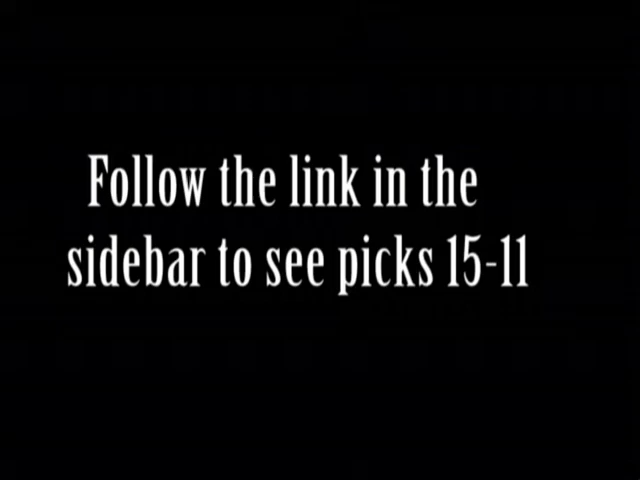 Follow the link in the
sidebar to see picks 15-11